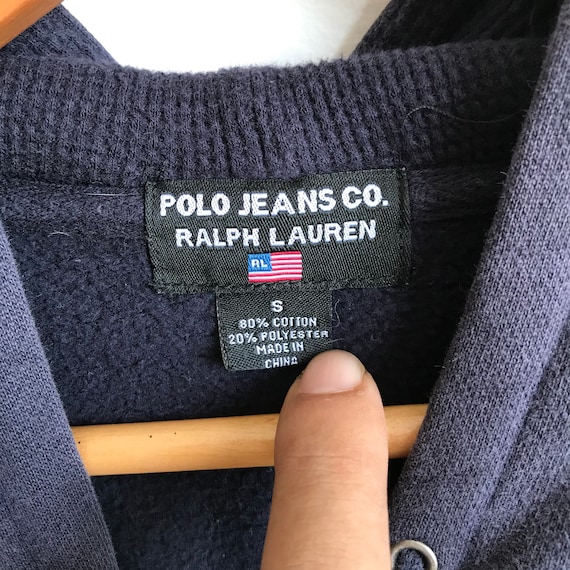 POLO JEANS CO.
RALPH LAUREN
RL
S
80% COTTON
20% POLYESTER
MADE IN
CHINA